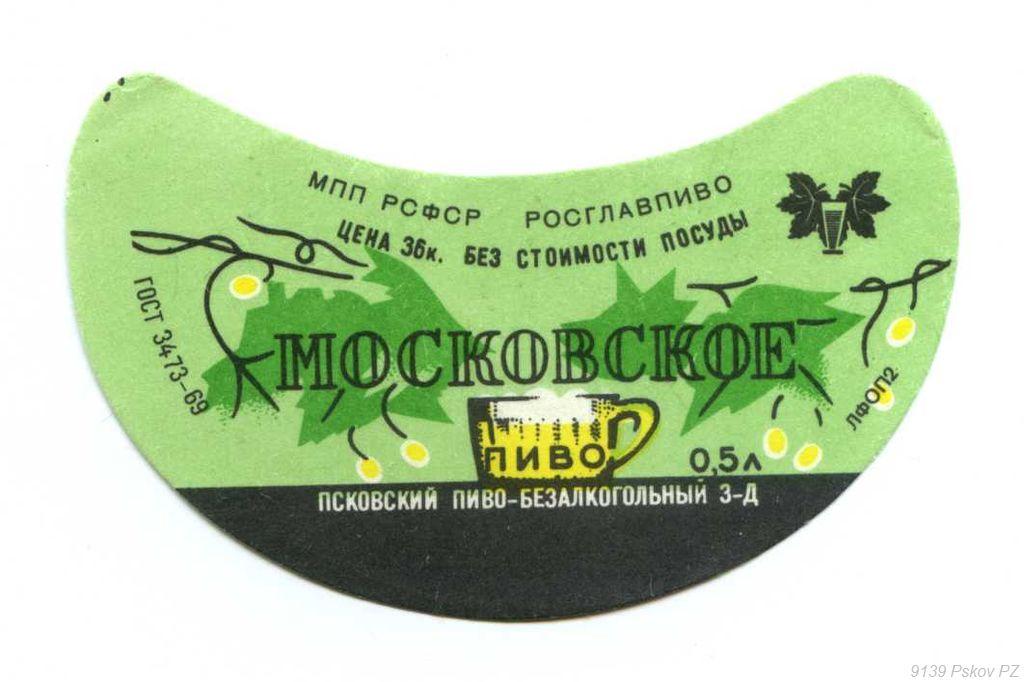 МПП РСФСР РОСГЛАВПИВО
ЦЕНА 36к. БЕЗ СТОИМОСТИ ПОСУДЫ
ГОСТ 3473-69
МОСКОВСКОЕ
ПИВО
0,5л
ЛФОП2
ПСКОВСКИЙ ПИВО-БЕЗАЛКОГОЛЬНЫЙ З-Д
9139 Pskov PZ